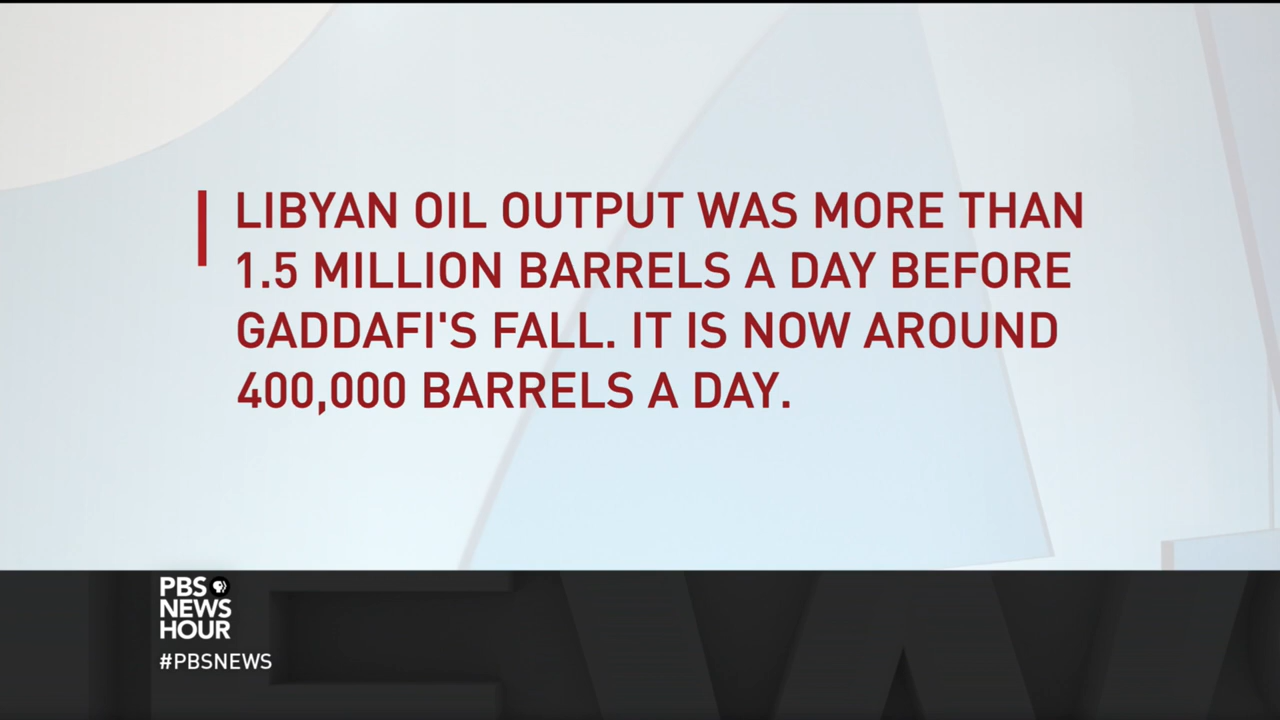 LIBYAN OIL OUTPUT WAS MORE THAN
1.5 MILLION BARRELS A DAY BEFORE
GADDAFI'S FALL. IT IS NOW AROUND
400,000 BARRELS A DAY.
PBS
NEWS
HOUR
#PBSNEWS